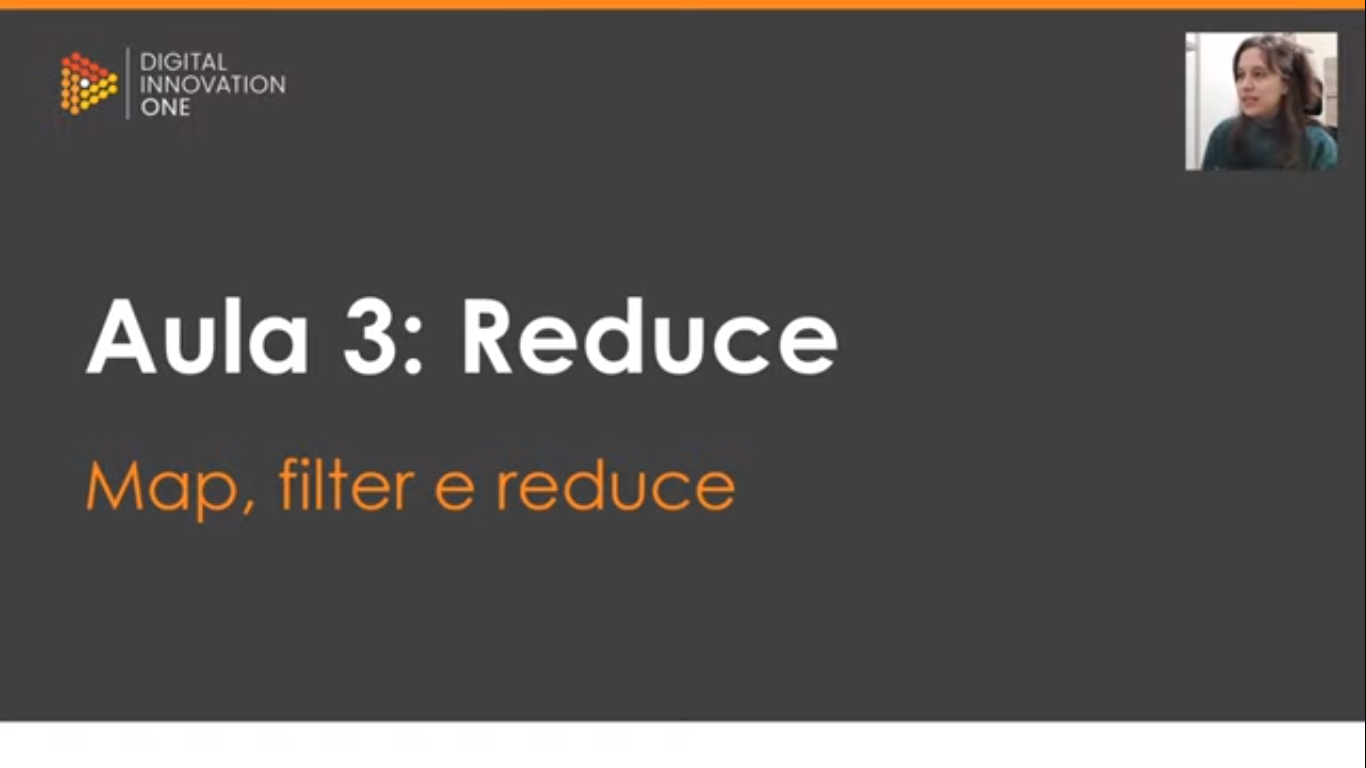 DIGITAL
INNOVATION
ONE
Aula 3: Reduce
Map, filter e reduce